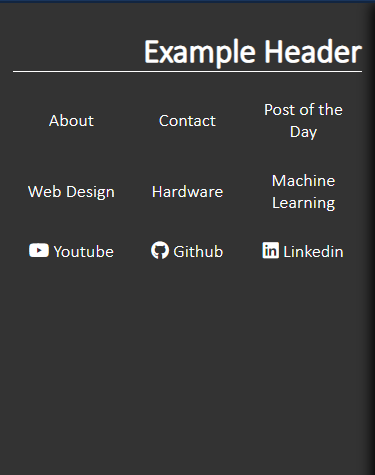 Example Header
About
Contact
Post of the
Day
Web Design
Hardware
Machine
Learning
Youtube
Github
Linkedin